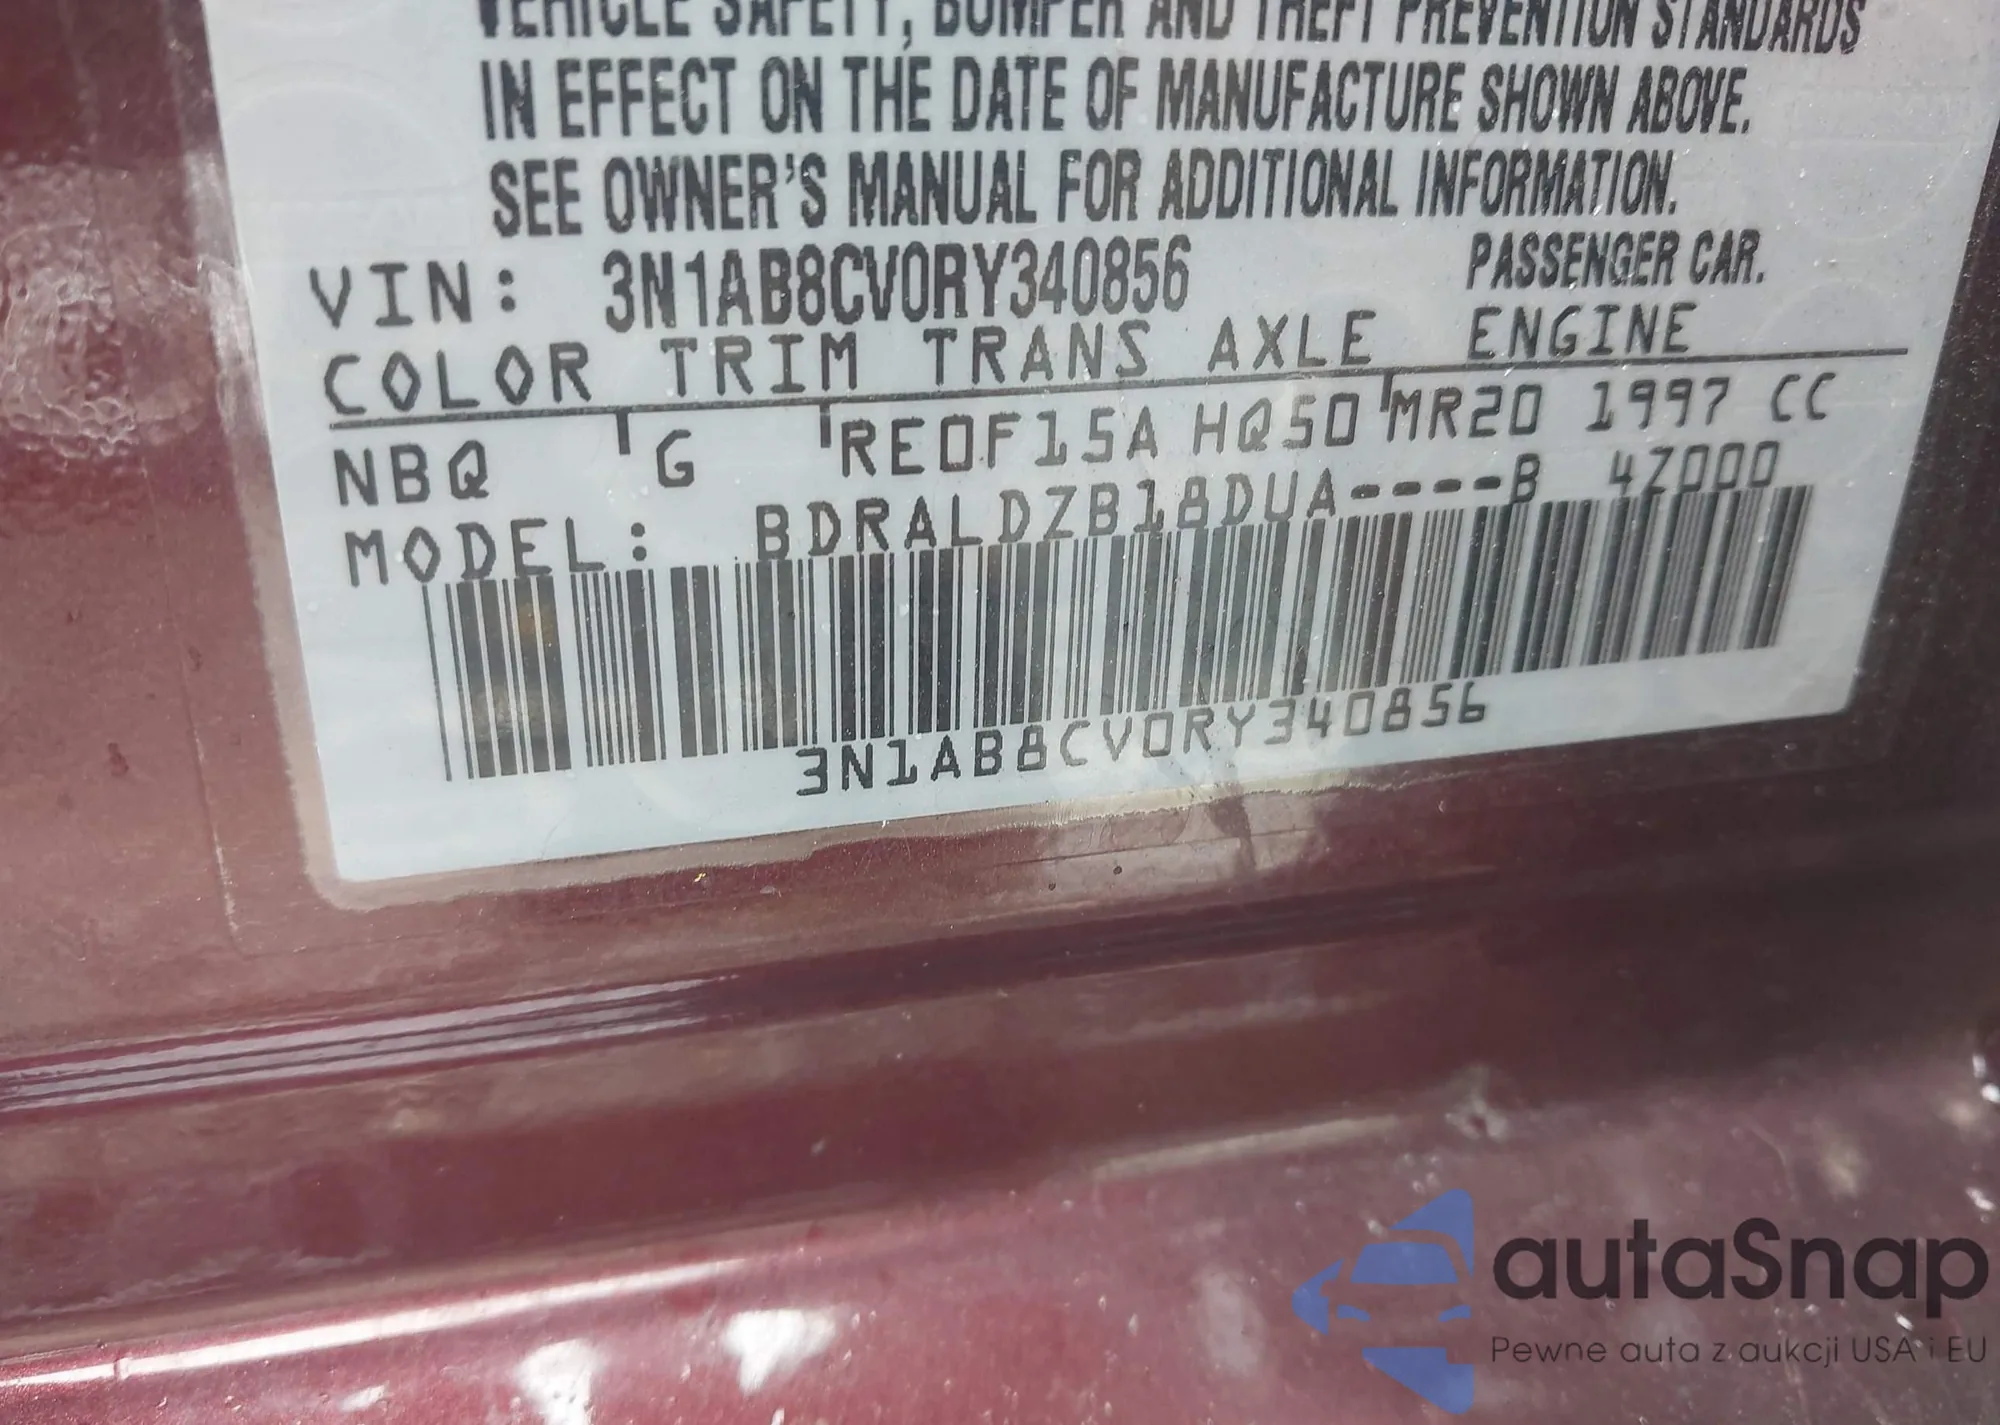 VEHICLE SAFETY, BUMPER AND THEFT PREVENTION STANDARDS
IN EFFECT ON THE DATE OF MANUFACTURE SHOWN ABOVE.
SEE OWNER'S MANUAL FOR ADDITIONAL INFORMATION.
VIN: 3N1AB8CV0RY340856 PASSENGER CAR.
COLOR TRIM TRANS AXLE ENGINE
NBQ G RE0F15A HQ50 MR20 1997 CC
MODEL: BDRALDZB18DUA----B 4Z000
3N1AB8CV0RY340856
autaSnap
Pewne auta z aukcji USA i EU